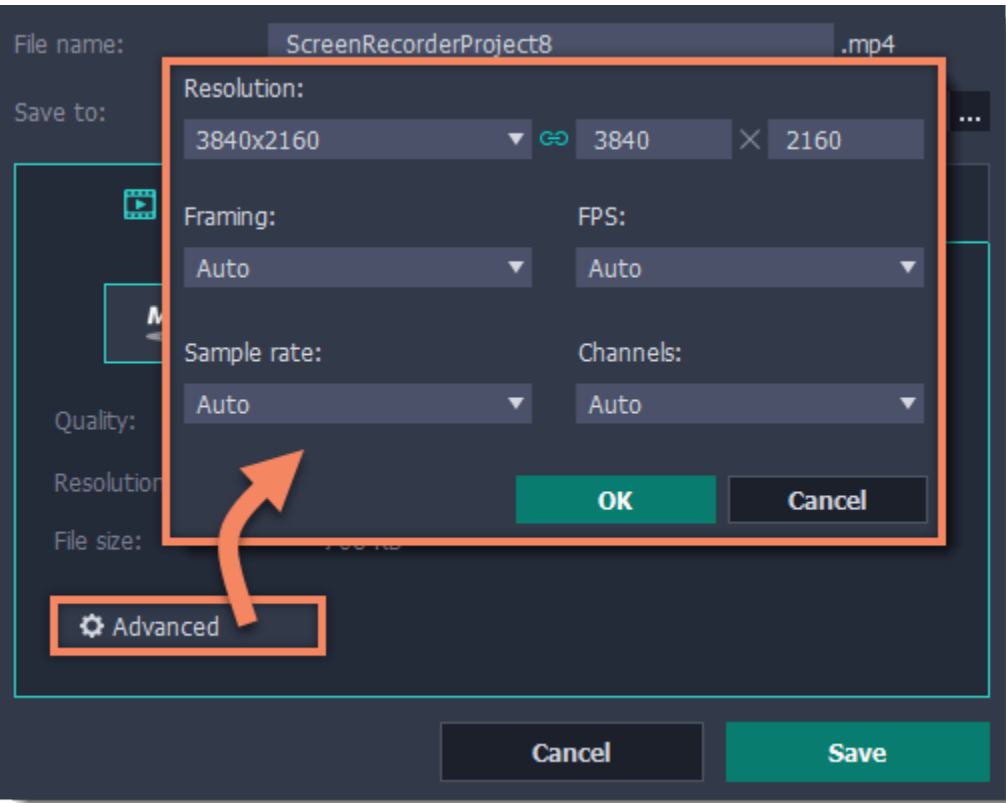 File name: ScreenRecorderProject8 .mp4
Resolution:
Save to: ...
3840x2160 3840 × 2160
Framing: FPS:
Auto Auto
M
Sample rate: Channels:
Auto Auto
Quality:
Resolution
OK Cancel
File size:
Advanced
Cancel Save